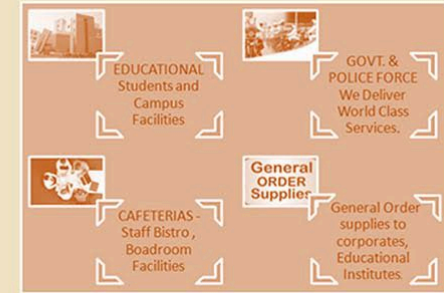 EDUCATIONAL
Students and
Campus
Facilities
GOVT. &
POLICE FORCE
We Deliver
World Class
Services.
CAFETERIAS -
Staff Bistro ,
Boadroom
Facilities
General
ORDER
Supplies
General Order
supplies to
corporates,
Educational
Institutes